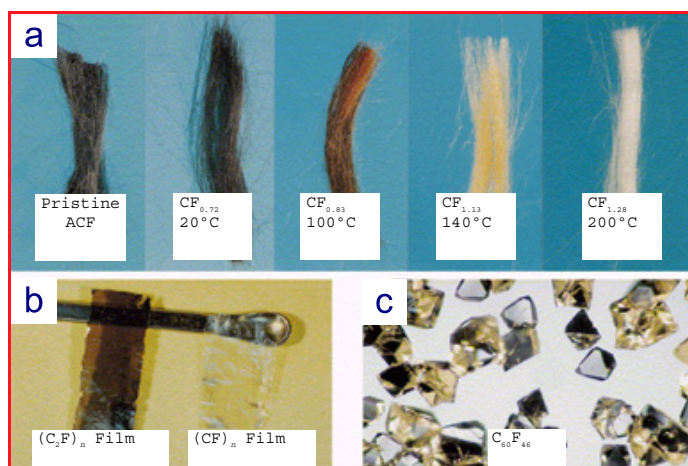 a
Pristine
ACF
CF0.72
20°C
CF0.83
100°C
CF1.13
140°C
CF1.28
200°C
b
(C2F)n Film
(CF)n Film
c
C60F46